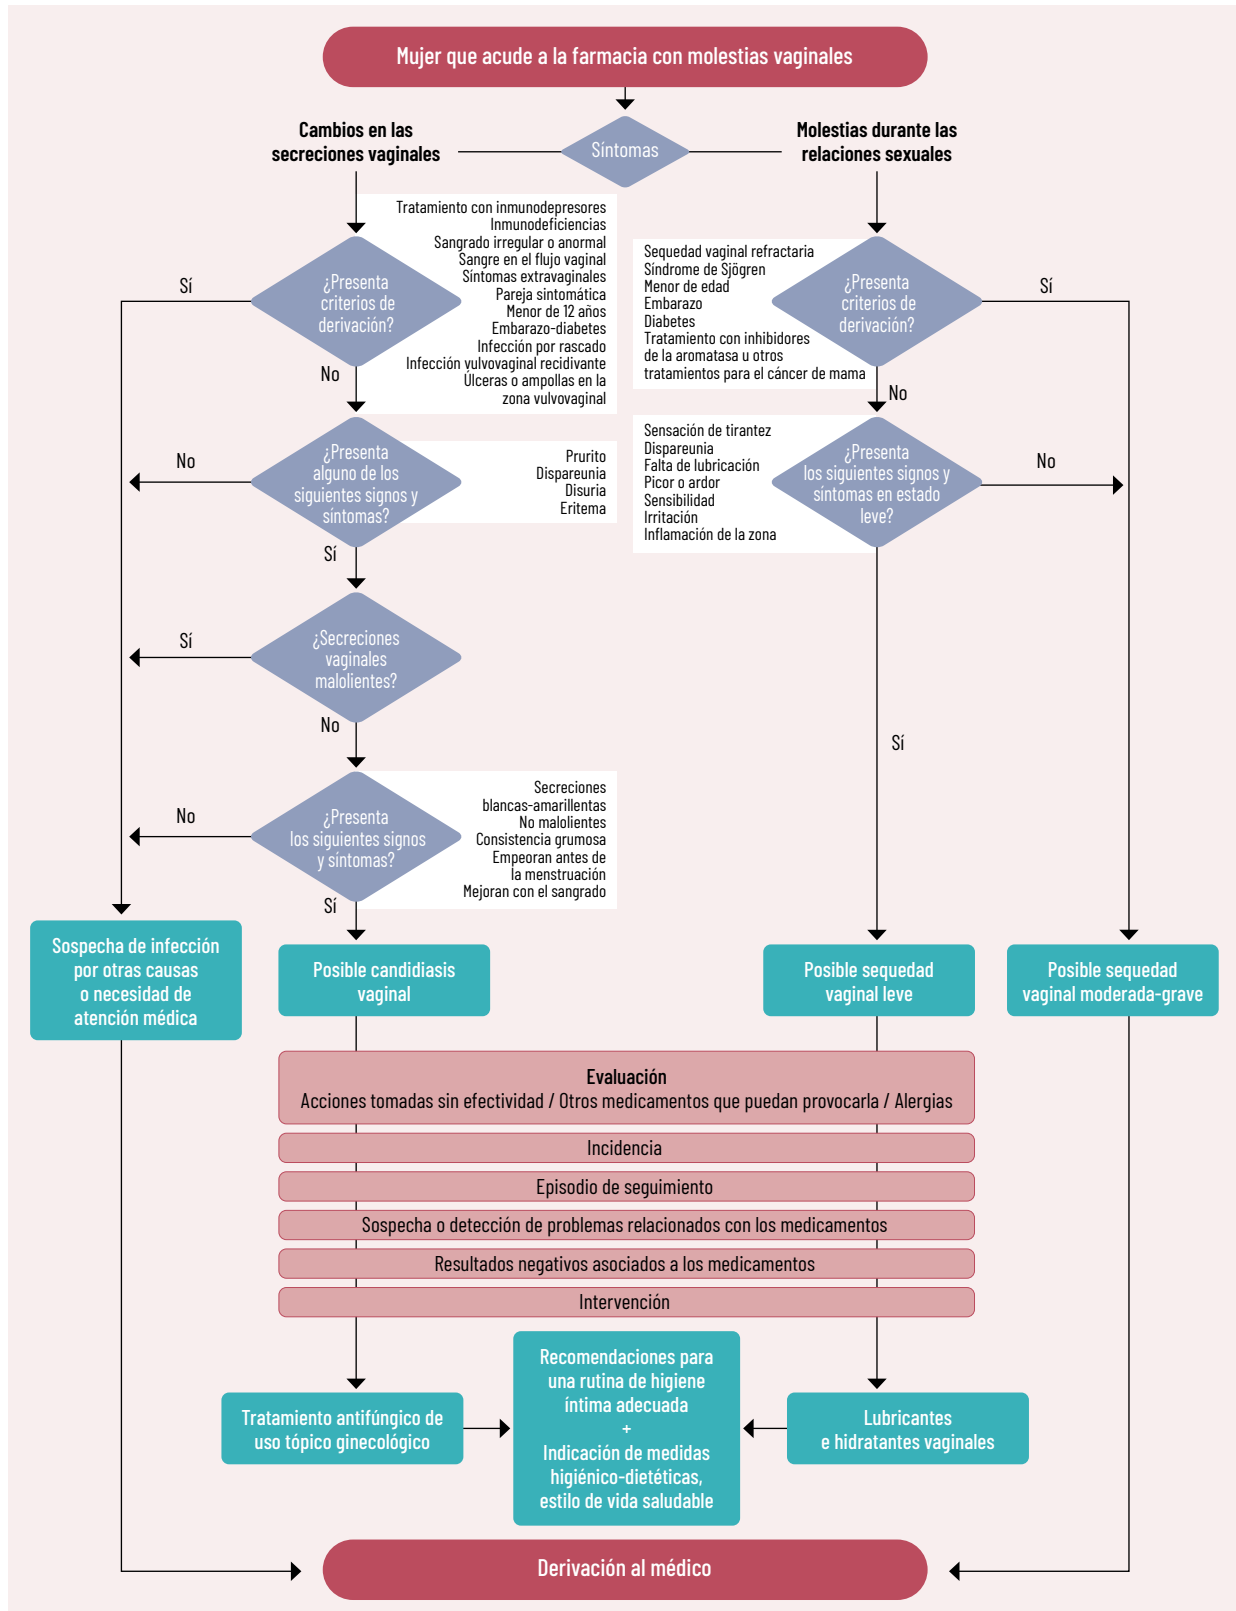 Mujer que acude a la farmacia con molestias vaginales
Síntomas
Cambios en las
secreciones vaginales
Molestias durante las
relaciones sexuales
Tratamiento con inmunodepresores
Inmunodeficiencias
Sangrado irregular o anormal
Sangre en el flujo vaginal
Síntomas extravaginales
Pareja sintomática
Menor de 12 años
Embarazo-diabetes
Infección por rascado
Infección vulvovaginal recidivante
Úlceras o ampollas en la
zona vulvovaginal
¿Presenta
criterios de
derivación?
Sí
No
Sequedad vaginal refractaria
Síndrome de Sjögren
Menor de edad
Embarazo
Diabetes
Tratamiento con inhibidores
de la aromatasa u otros
tratamientos para el cáncer de mama
¿Presenta
criterios de
derivación?
Sí
No
¿Presenta
alguno de los
siguientes signos y
síntomas?
No
Sí
Prurito
Dispareunia
Disuria
Eritema
Sensación de tirantez
Dispareunia
Falta de lubricación
Picor o ardor
Sensibilidad
Irritación
Inflamación de la zona
¿Presenta
los siguientes signos y
síntomas en estado
leve?
No
Sí
¿Secreciones
vaginales
malolientes?
Sí
No
¿Presenta
los siguientes signos
y síntomas?
No
Sí
Secreciones
blancas-amarillentas
No malolientes
Consistencia grumosa
Empeoran antes de
la menstruación
Mejoran con el sangrado
Sospecha de infección
por otras causas
o necesidad de
atención médica
Posible candidiasis
vaginal
Posible sequedad
vaginal leve
Posible sequedad
vaginal moderada-grave
Evaluación
Acciones tomadas sin efectividad / Otros medicamentos que puedan provocarla / Alergias
Incidencia
Episodio de seguimiento
Sospecha o detección de problemas relacionados con los medicamentos
Resultados negativos asociados a los medicamentos
Intervención
Tratamiento antifúngico de
uso tópico ginecológico
Recomendaciones para
una rutina de higiene
íntima adecuada
+
Indicación de medidas
higiénico-dietéticas,
estilo de vida saludable
Lubricantes
e hidratantes vaginales
Derivación al médico